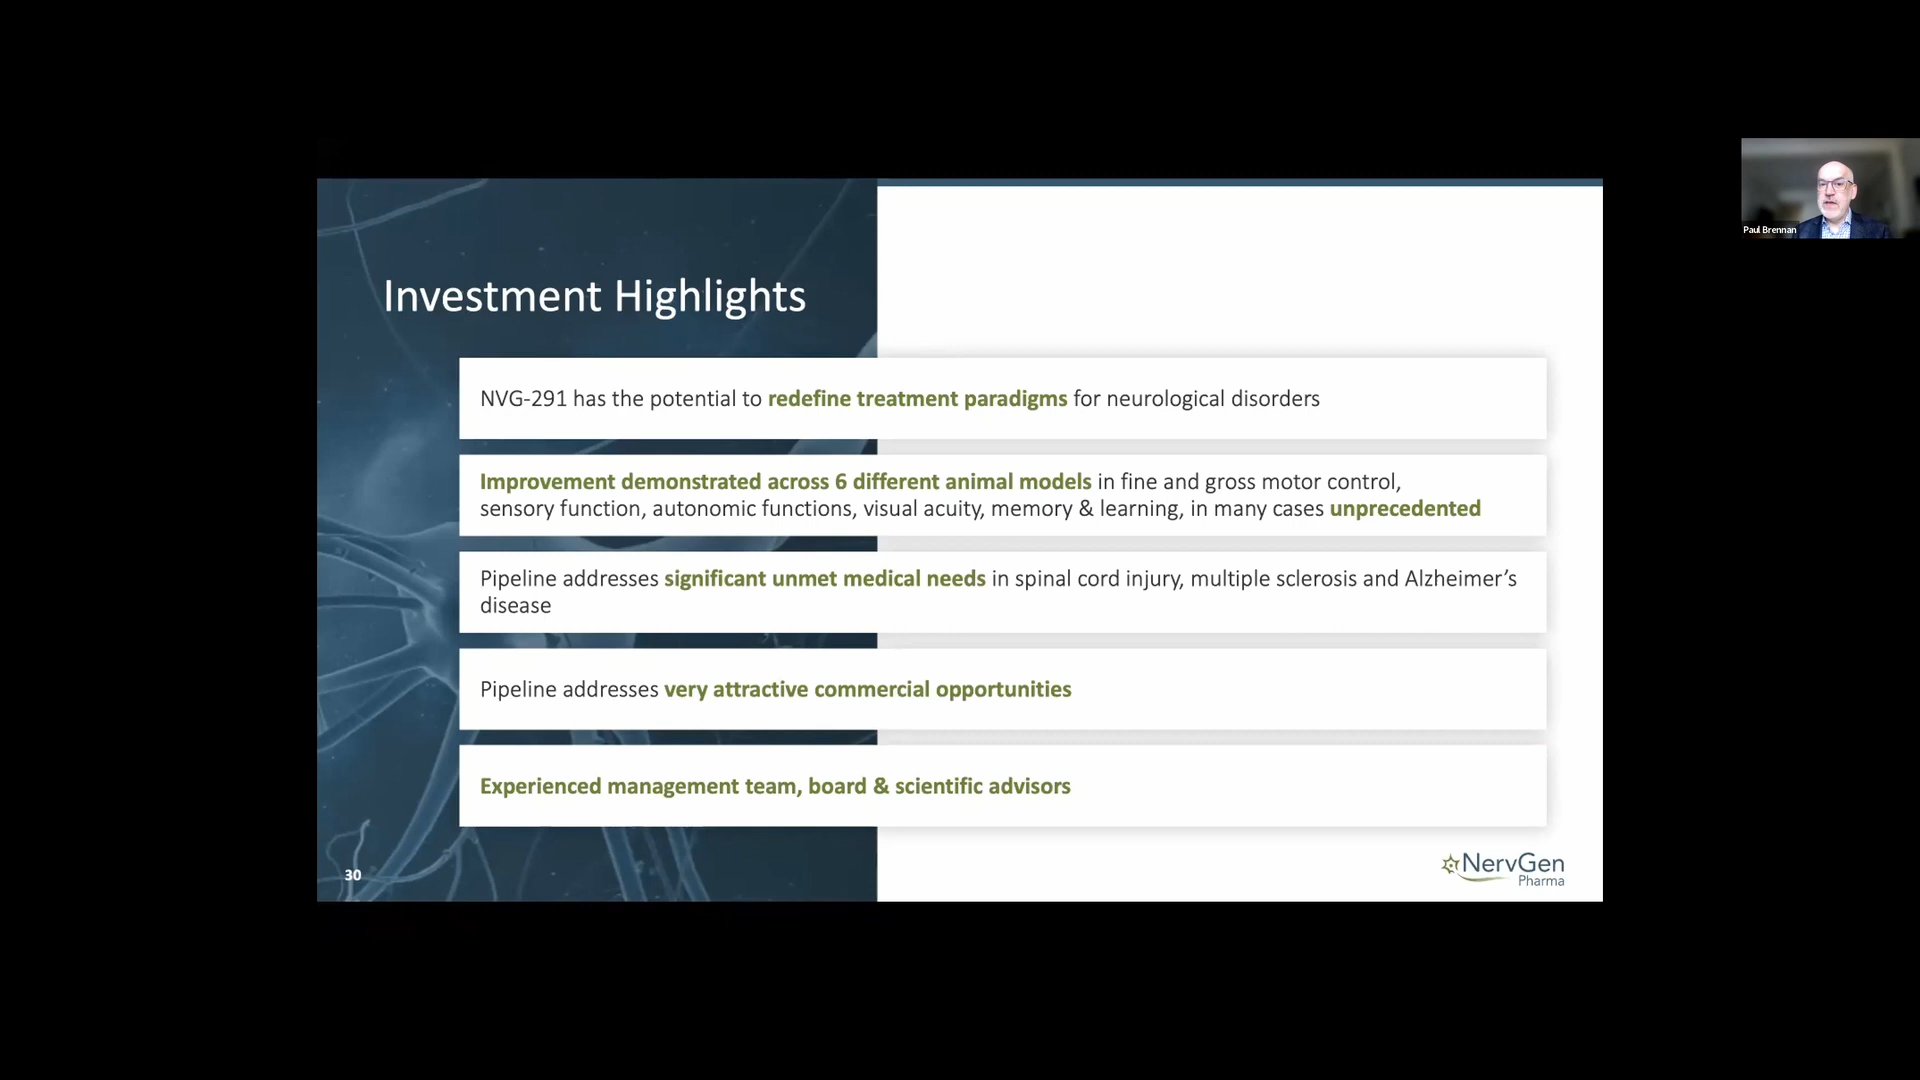 Investment Highlights
NVG-291 has the potential to redefine treatment paradigms for neurological disorders
Improvement demonstrated across 6 different animal models in fine and gross motor control,
sensory function, autonomic functions, visual acuity, memory & learning, in many cases unprecedented
Pipeline addresses significant unmet medical needs in spinal cord injury, multiple sclerosis and Alzheimer’s
disease
Pipeline addresses very attractive commercial opportunities
Experienced management team, board & scientific advisors
30
NervGen
Pharma
Paul Brennan